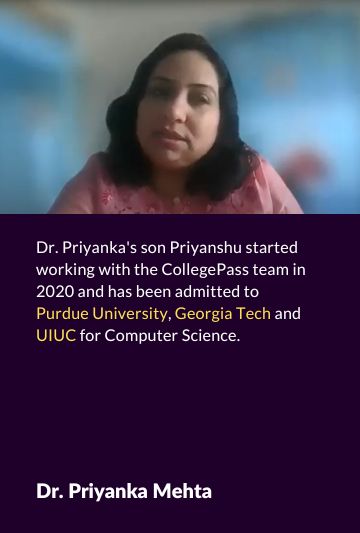 Dr. Priyanka's son Priyanshu started
working with the CollegePass team in
2020 and has been admitted to
Purdue University, Georgia Tech and
UIUC for Computer Science.
Dr. Priyanka Mehta